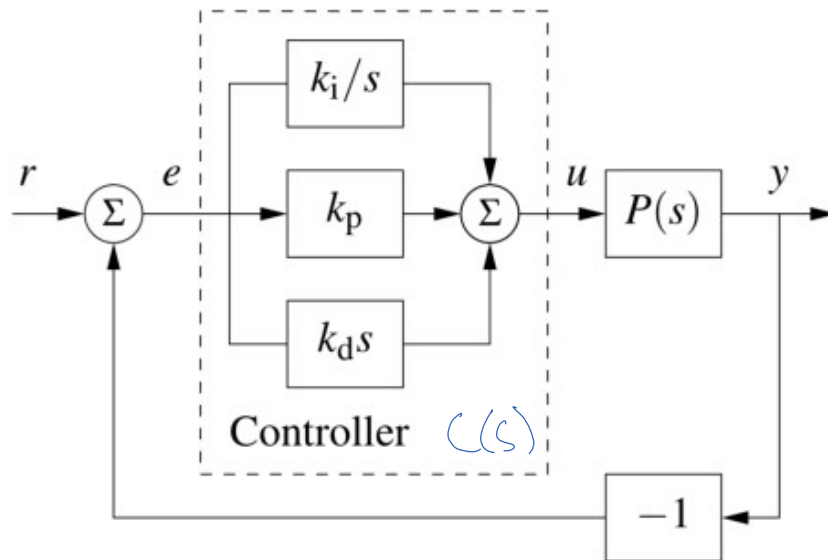 kᵢ/s
r
e
u
y
Σ
kₚ
Σ
P(s)
k_d s
Controller C(s)
−1